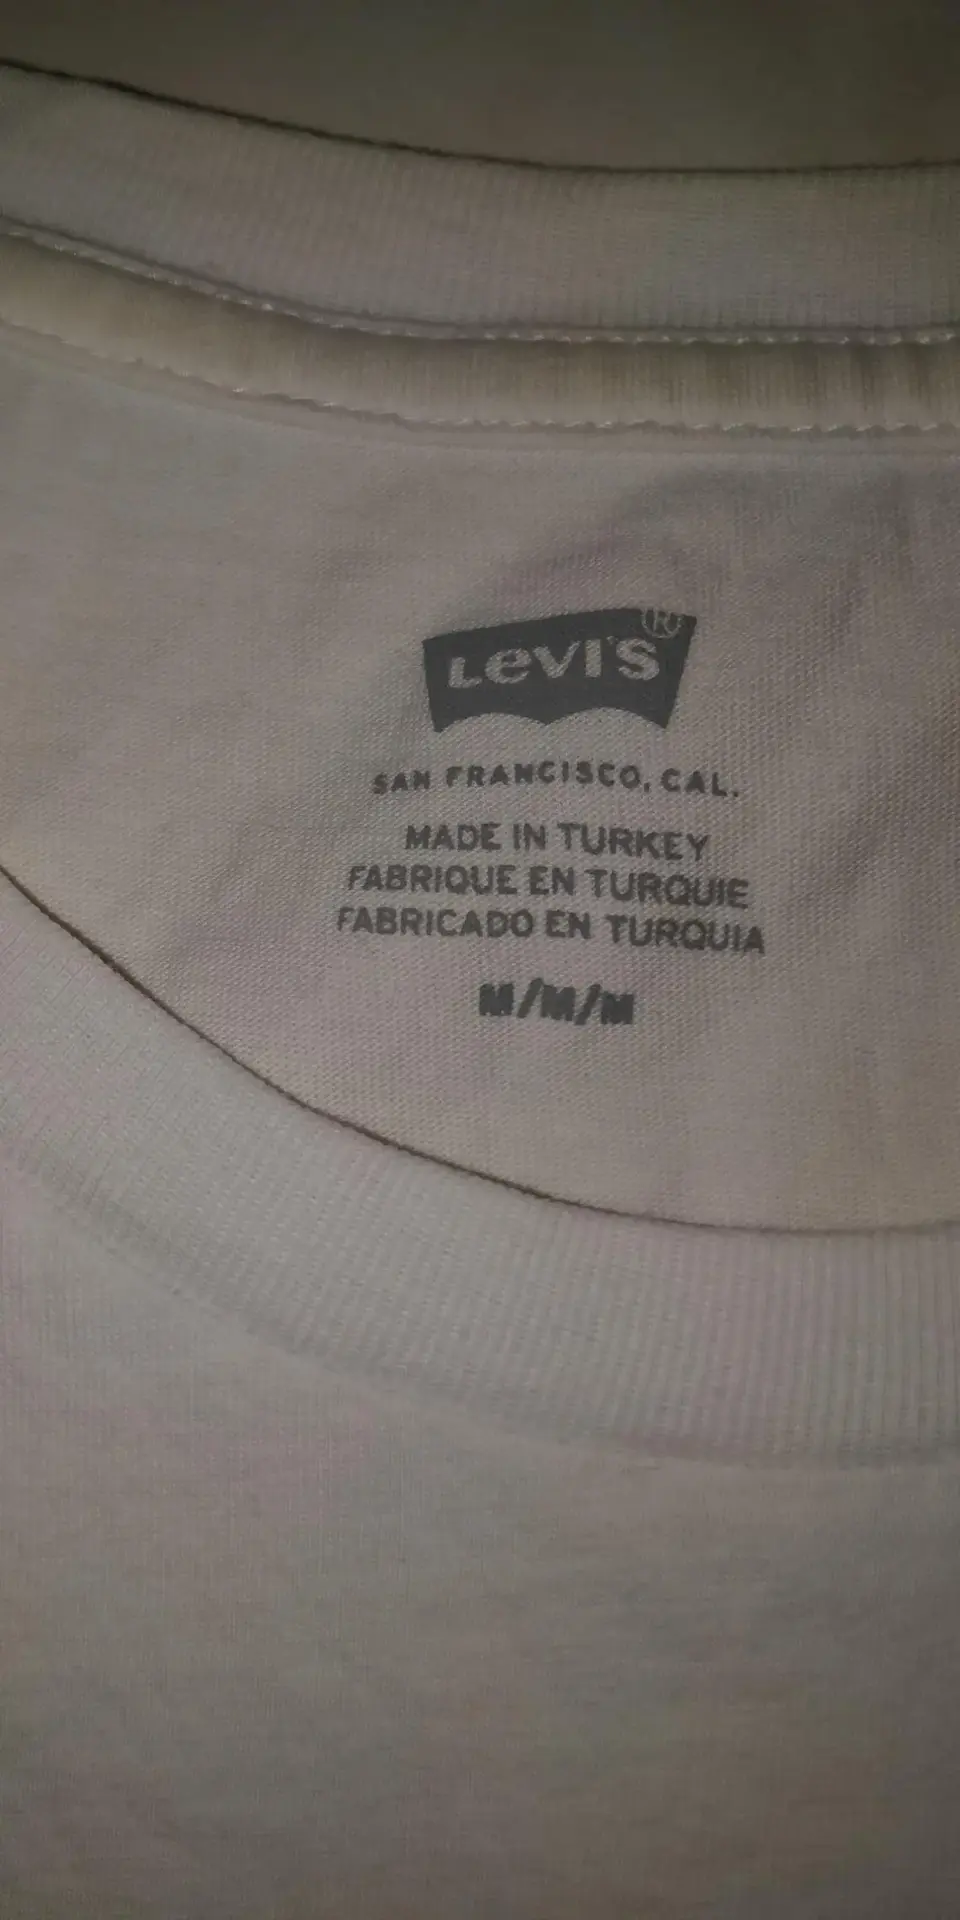 LEVI'S®
SAN FRANCISCO, CAL.
MADE IN TURKEY
FABRIQUE EN TURQUIE
FABRICADO EN TURQUIA
M/M/M